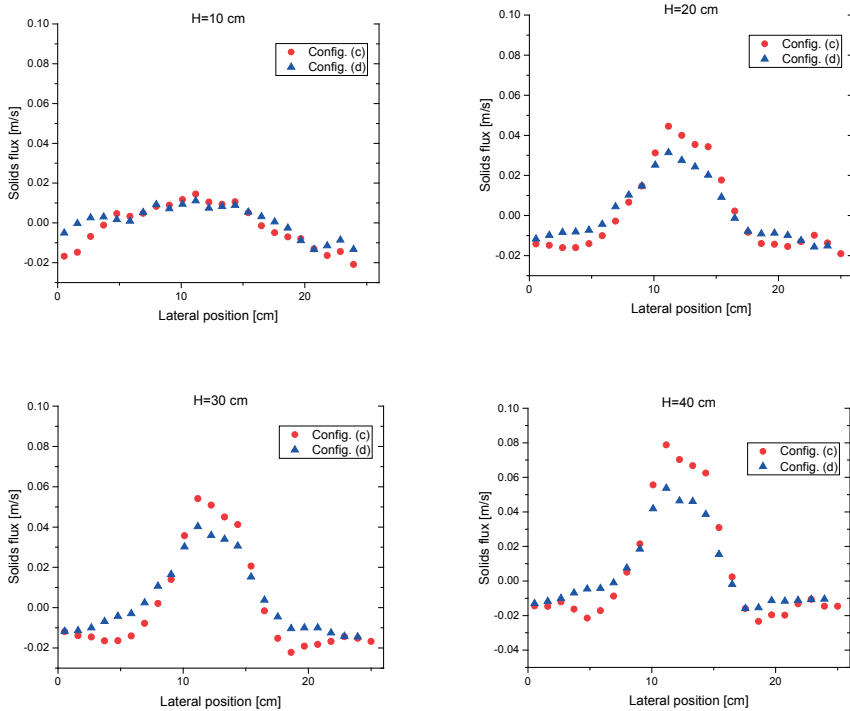 H=10 cm
0.10
0.08
0.06
0.04
0.02
0.00
-0.02
Solids flux [m/s]
Config. (c)
Config. (d)
0
10
20
Lateral position [cm]
H=20 cm
0.10
0.08
0.06
0.04
0.02
0.00
-0.02
Solids flux [m/s]
Config. (c)
Config. (d)
0
10
20
Lateral position [cm]
H=30 cm
0.10
0.08
0.06
0.04
0.02
0.00
-0.02
Solids flux [m/s]
Config. (c)
Config. (d)
0
10
20
Lateral position [cm]
H=40 cm
0.10
0.08
0.06
0.04
0.02
0.00
-0.02
-0.04
Solids flux [m/s]
Config. (c)
Config. (d)
0
10
20
Lateral position [cm]